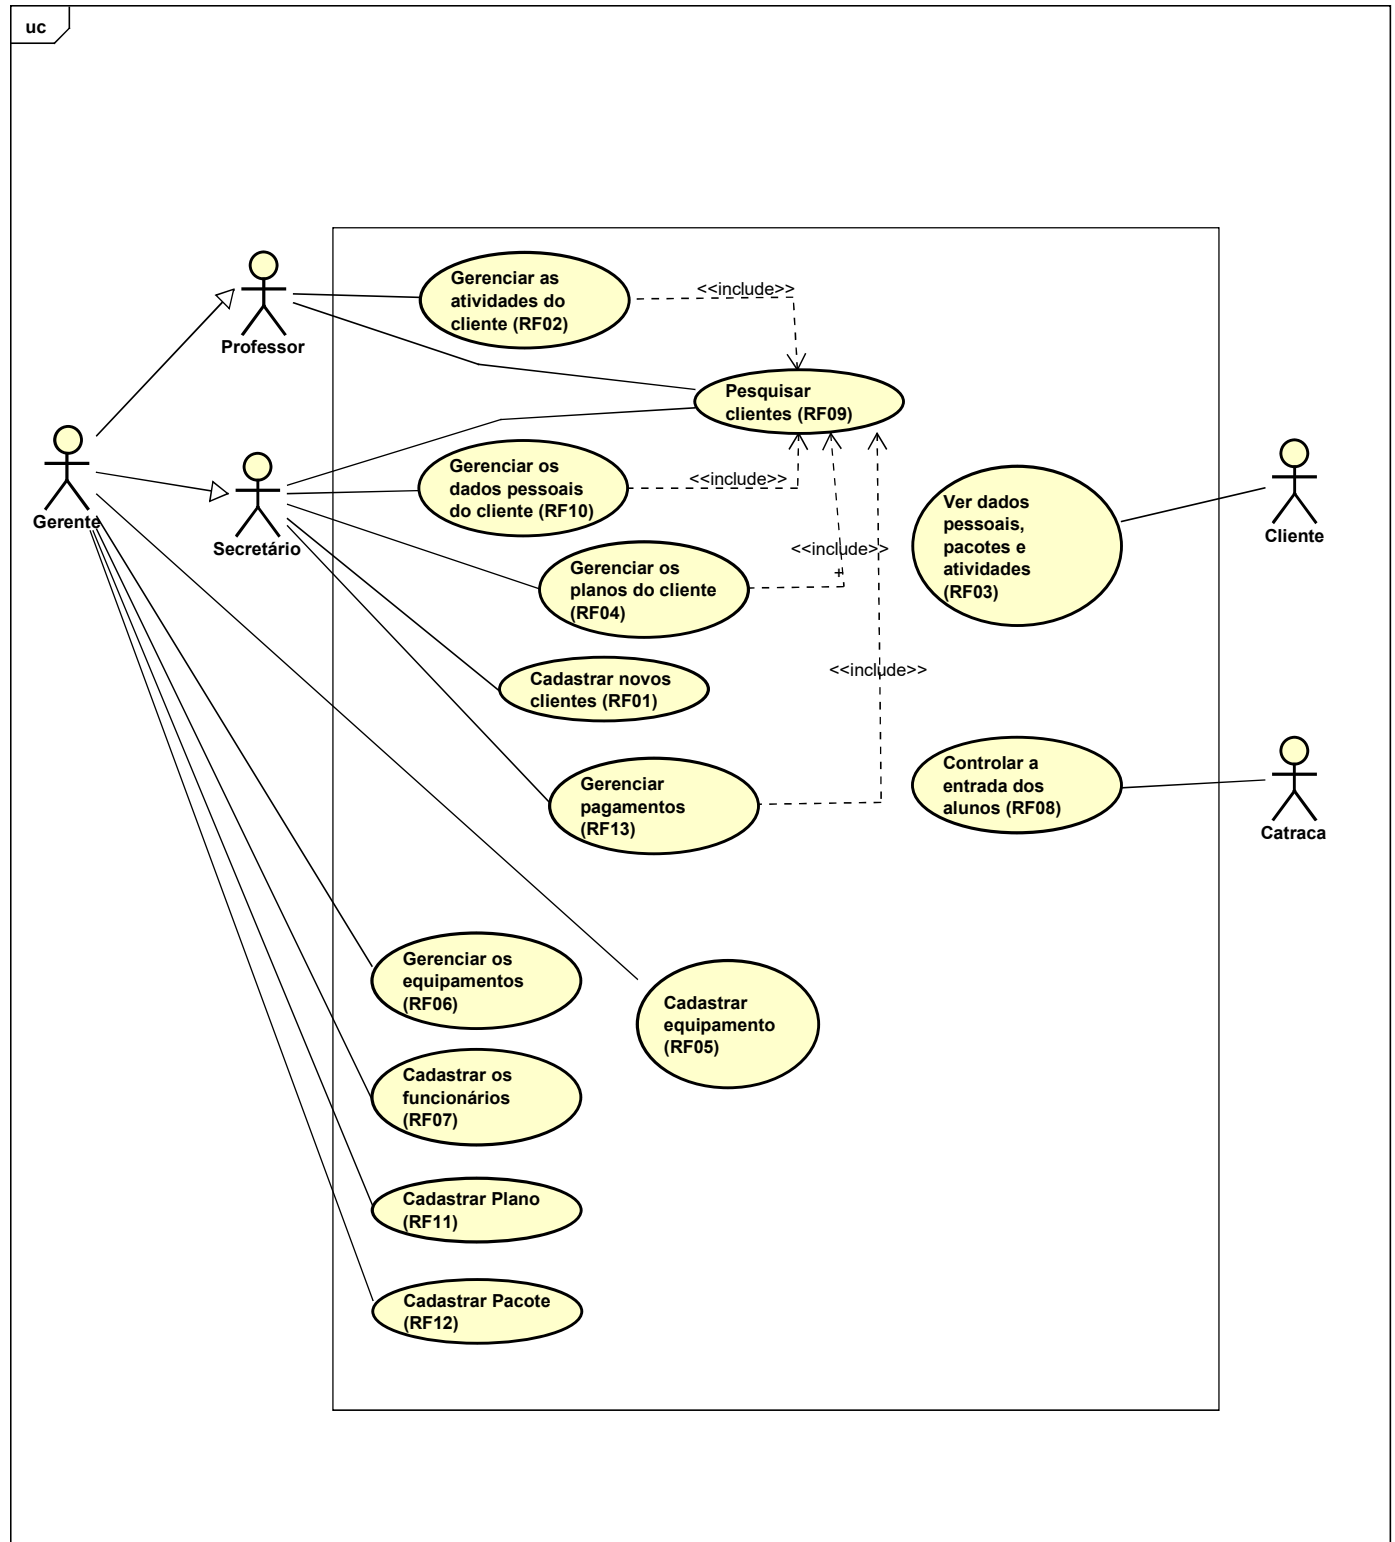 uc
Gerenciar as
atividades do
cliente (RF02)
<<include>>
Professor
Pesquisar
clientes (RF09)
Gerente
Secretário
Gerenciar os
dados pessoais
do cliente (RF10)
<<include>>
Ver dados
pessoais,
pacotes e
atividades
(RF03)
Cliente
<<include>>
+
Gerenciar os
planos do cliente
(RF04)
<<include>>
Cadastrar novos
clientes (RF01)
Gerenciar
pagamentos
(RF13)
Controlar a
entrada dos
alunos (RF08)
Catraca
Gerenciar os
equipamentos
(RF06)
Cadastrar
equipamento
(RF05)
Cadastrar os
funcionários
(RF07)
Cadastrar Plano
(RF11)
Cadastrar Pacote
(RF12)